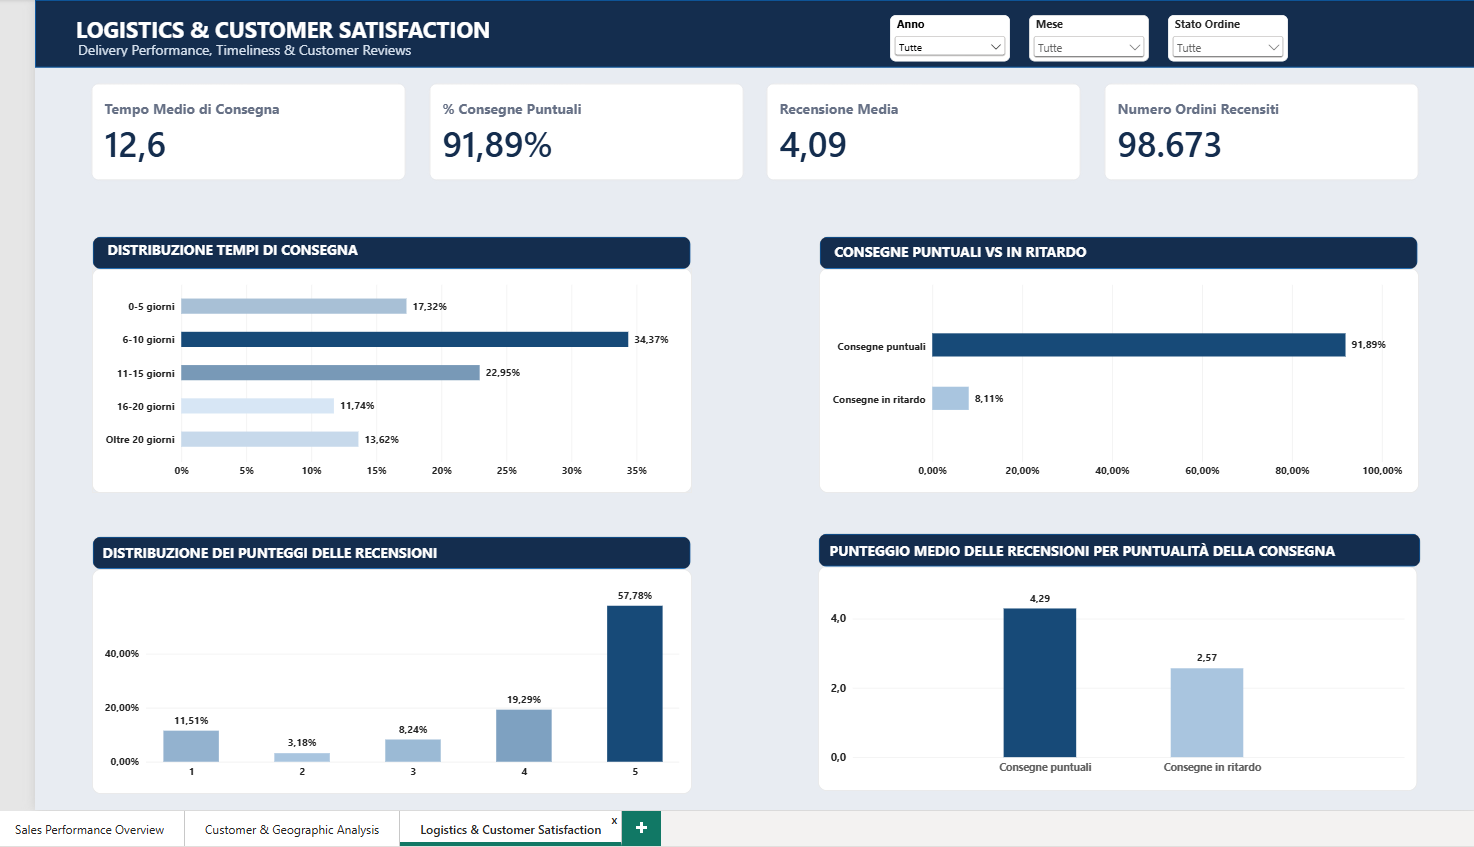 LOGISTICS & CUSTOMER SATISFACTION
Delivery Performance, Timeliness & Customer Reviews
Anno
Tutte
Mese
Tutte
Stato Ordine
Tutte
Tempo Medio di Consegna
12,6
% Consegne Puntuali
91,89%
Recensione Media
4,09
Numero Ordini Recensiti
98.673
DISTRIBUZIONE TEMPI DI CONSEGNA
0-5 giorni 17,32%
6-10 giorni 34,37%
11-15 giorni 22,95%
16-20 giorni 11,74%
Oltre 20 giorni 13,62%
0% 5% 10% 15% 20% 25% 30% 35%
CONSEGNE PUNTUALI VS IN RITARDO
Consegne puntuali 91,89%
Consegne in ritardo 8,11%
0,00% 20,00% 40,00% 60,00% 80,00% 100,00%
DISTRIBUZIONE DEI PUNTEGGI DELLE RECENSIONI
57,78%
40,00%
19,29%
20,00%
11,51%
8,24%
3,18%
0,00%
1 2 3 4 5
PUNTEGGIO MEDIO DELLE RECENSIONI PER PUNTUALITÀ DELLA CONSEGNA
4,29
4,0
2,57
2,0
0,0
Consegne puntuali Consegne in ritardo
Sales Performance Overview
Customer & Geographic Analysis
Logistics & Customer Satisfaction
x
+